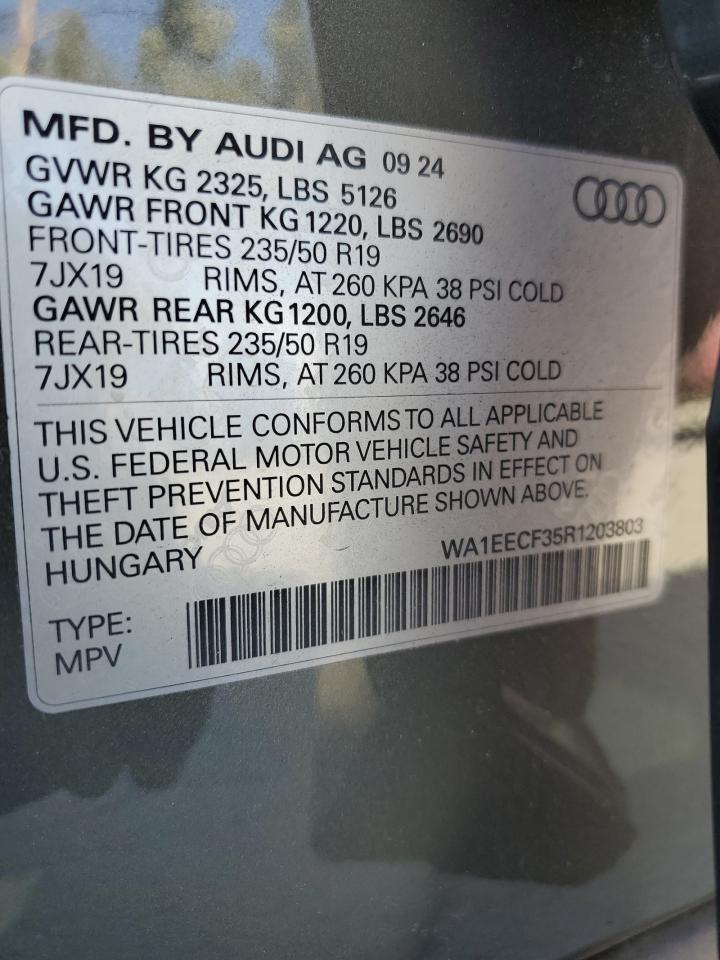 MFD. BY AUDI AG 09 24
GVWR KG 2325, LBS 5126
GAWR FRONT KG 1220, LBS 2690
FRONT-TIRES 235/50 R19
7JX19 RIMS, AT 260 KPA 38 PSI COLD
GAWR REAR KG 1200, LBS 2646
REAR-TIRES 235/50 R19
7JX19 RIMS, AT 260 KPA 38 PSI COLD
THIS VEHICLE CONFORMS TO ALL APPLICABLE
U.S. FEDERAL MOTOR VEHICLE SAFETY AND
THEFT PREVENTION STANDARDS IN EFFECT ON
THE DATE OF MANUFACTURE SHOWN ABOVE.
HUNGARY WA1EECF35R1203803
TYPE:
MPV